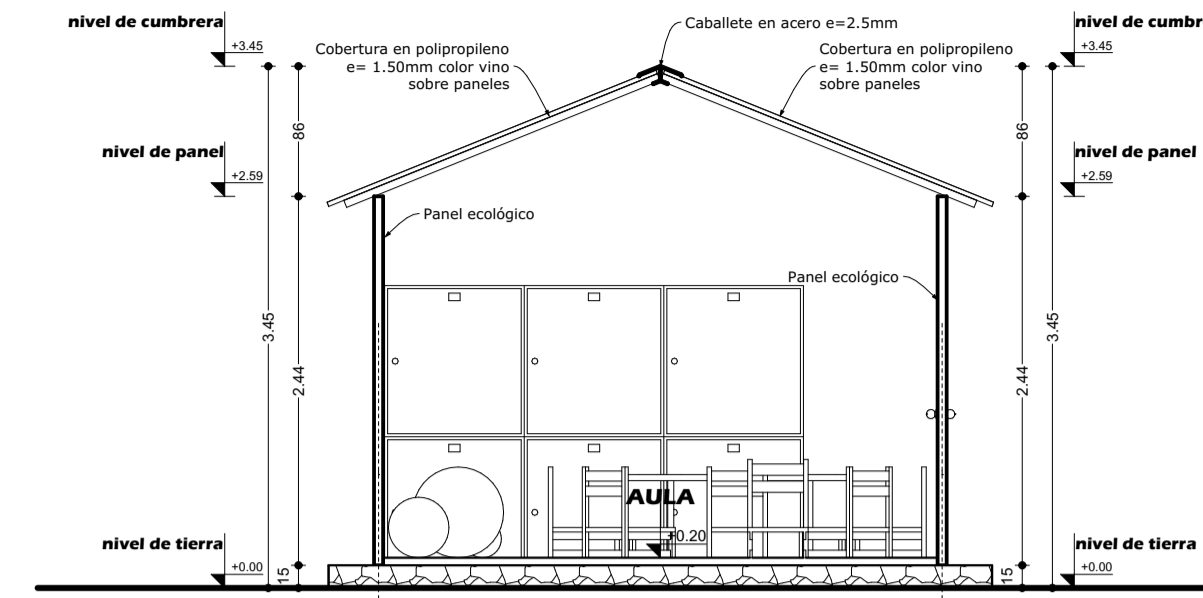 nivel de cumbrera
+3.45
Caballete en acero e=2.5mm
nivel de cumbr
+3.45
Cobertura en polipropileno
e= 1.50mm color vino
sobre paneles
Cobertura en polipropileno
e= 1.50mm color vino
sobre paneles
86
86
nivel de panel
+2.59
nivel de panel
+2.59
Panel ecológico
Panel ecológico
3.45
2.44
2.44
3.45
AULA
+0.20
nivel de tierra
+0.00
15
nivel de tierra
+0.00
15